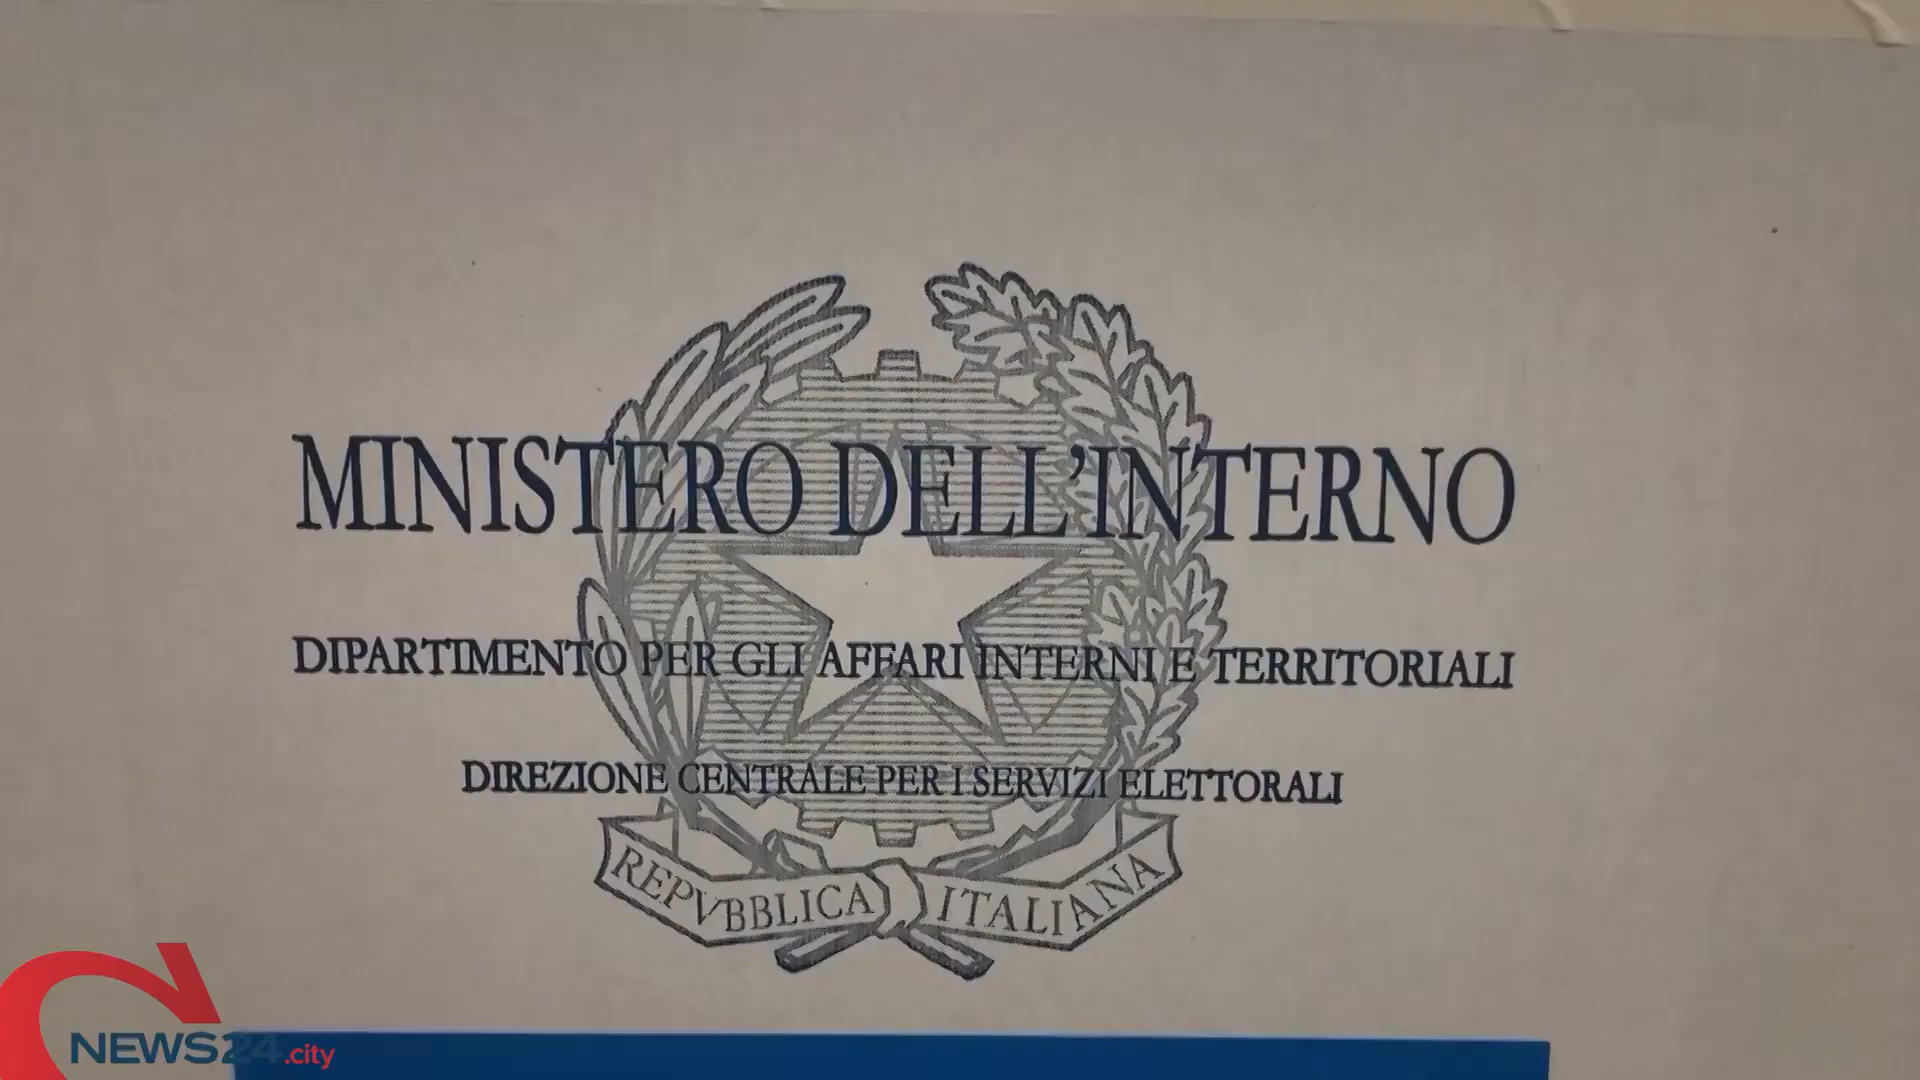 MINISTERO DELL'INTERNO
DIPARTIMENTO PER GLI AFFARI INTERNI E TERRITORIALI
DIREZIONE CENTRALE PER I SERVIZI ELETTORALI
REPVBBLICA ITALIANA
NEWS24.city